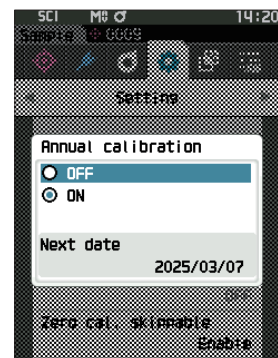 SCI M ⌀ 14:20
Sample 0009
Setting
Annual calibration
OFF
ON
Next date
2025/03/07
OFF
Zero cal. skippable
Enable